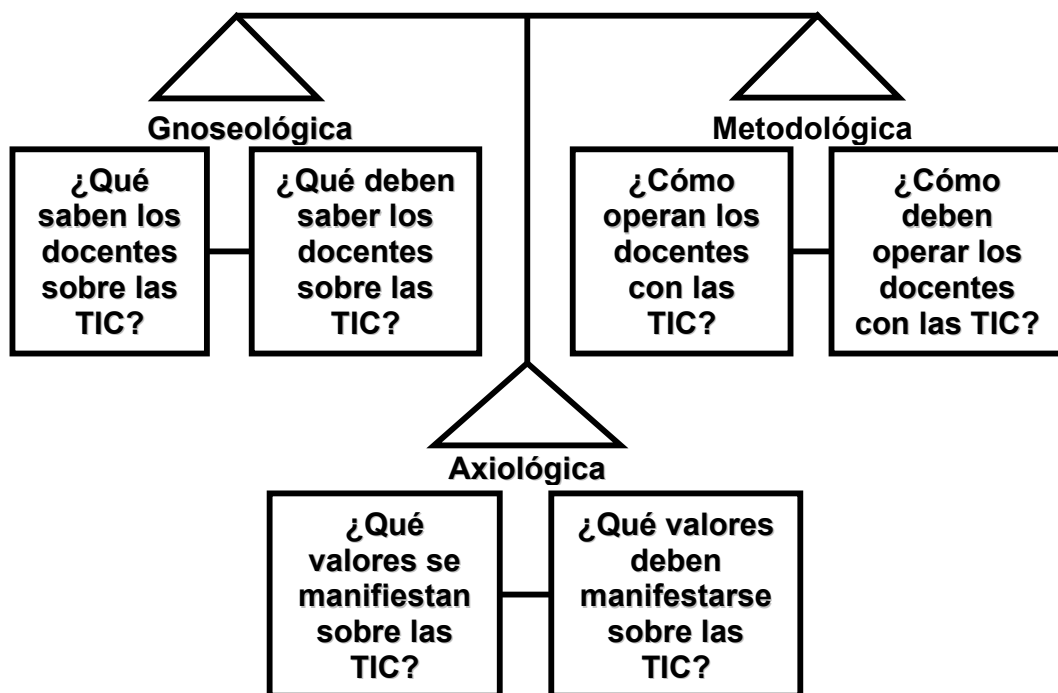 Gnoseológica
¿Qué
saben los
docentes
sobre las
TIC?
¿Qué deben
saber los
docentes
sobre las
TIC?
Metodológica
¿Cómo
operan los
docentes
con las
TIC?
¿Cómo
deben
operar los
docentes
con las TIC?
Axiológica
¿Qué
valores se
manifiestan
sobre las
TIC?
¿Qué valores
deben
manifestarse
sobre las
TIC?